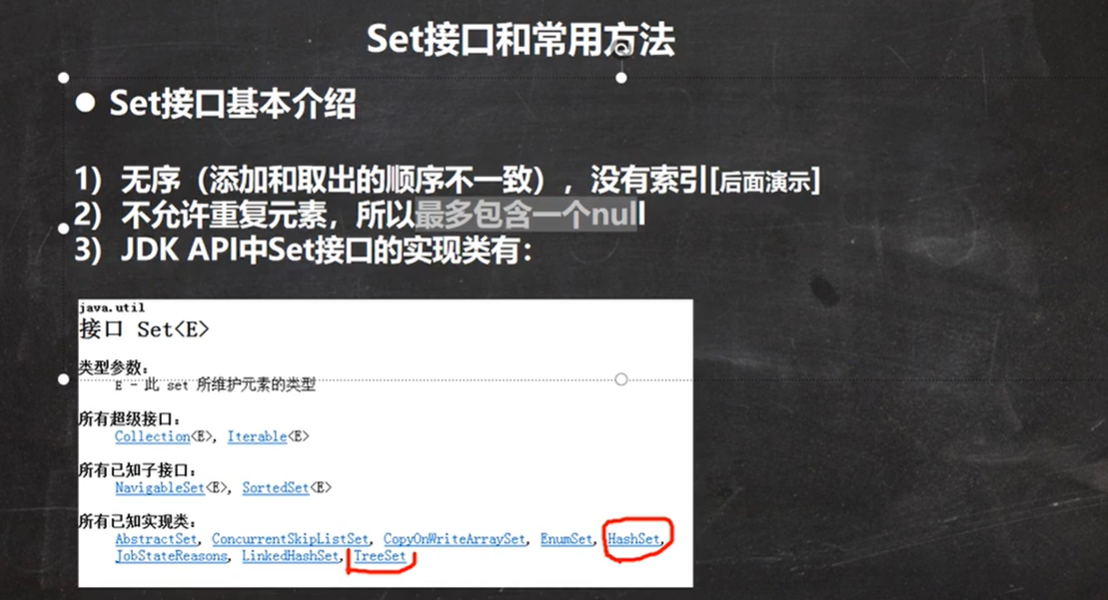 Set接口和常用方法
● Set接口基本介绍
1）无序（添加和取出的顺序不一致），没有索引[后面演示]
2）不允许重复元素，所以最多包含一个null
3）JDK API中Set接口的实现类有：
java.util
接口 Set<E>
类型参数：
E - 此 set 所维护元素的类型
所有超级接口：
Collection<E>, Iterable<E>
所有已知子接口：
NavigableSet<E>, SortedSet<E>
所有已知实现类：
AbstractSet, ConcurrentSkipListSet, CopyOnWriteArraySet, EnumSet, HashSet,
JobStateReasons, LinkedHashSet, TreeSet